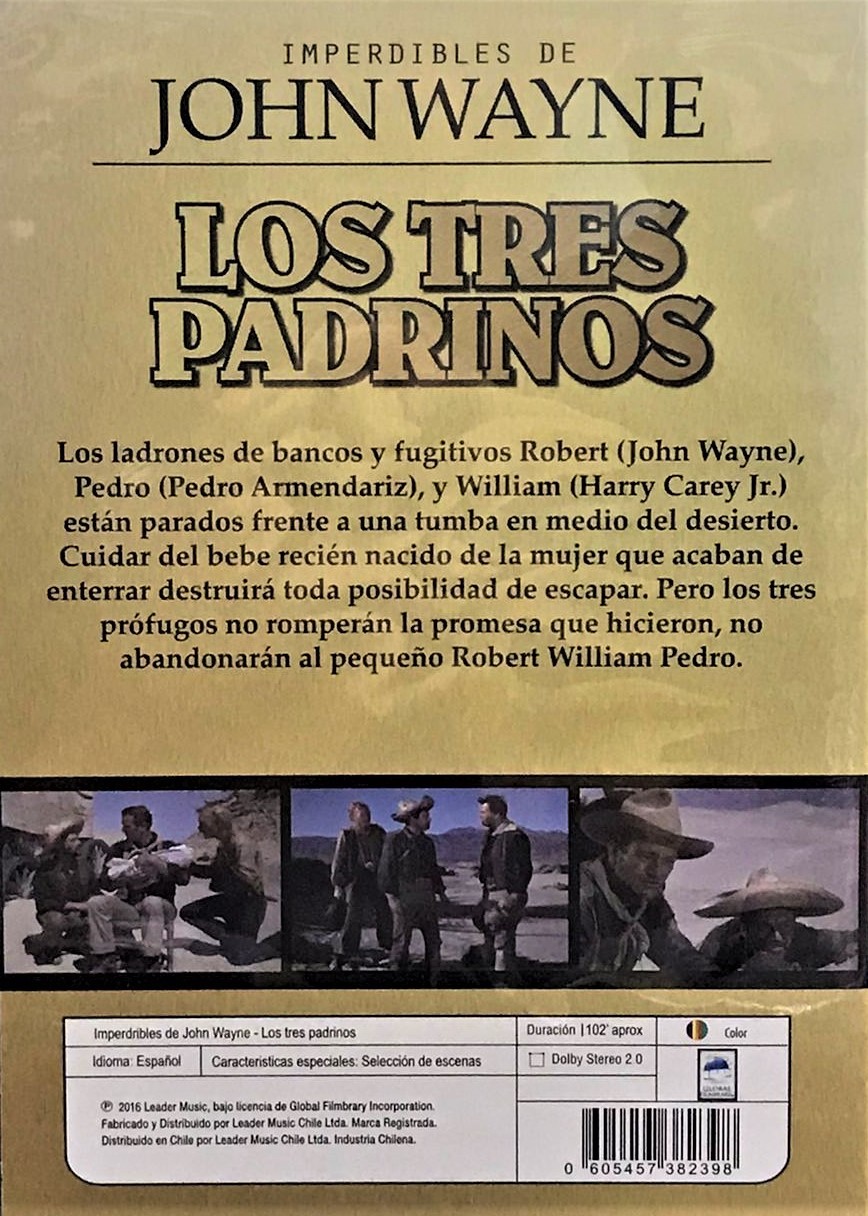 IMPERDIBLES DE
JOHN WAYNE
LOS TRES
PADRINOS
Los ladrones de bancos y fugitivos Robert (John Wayne),
Pedro (Pedro Armendariz), y William (Harry Carey Jr.)
están parados frente a una tumba en medio del desierto.
Cuidar del bebe recién nacido de la mujer que acaban de
enterrar destruirá toda posibilidad de escapar. Pero los tres
prófugos no romperán la promesa que hicieron, no
abandonarán al pequeño Robert William Pedro.
Imperdribles de John Wayne - Los tres padrinos
Duración |102' aprox
Color
Idioma: Español
Caracteristicas especiales: Selección de escenas
Dolby Stereo 2 0
℗ 2016 Leader Music, bajo licencia de Global Filmbrary Incorporation.
Fabricado y Distribuido por Leader Music Chile Ltda. Marca Registrada.
Distribuido en Chile por Leader Music Chile Ltda. Industria Chilena.
0 605457 382398